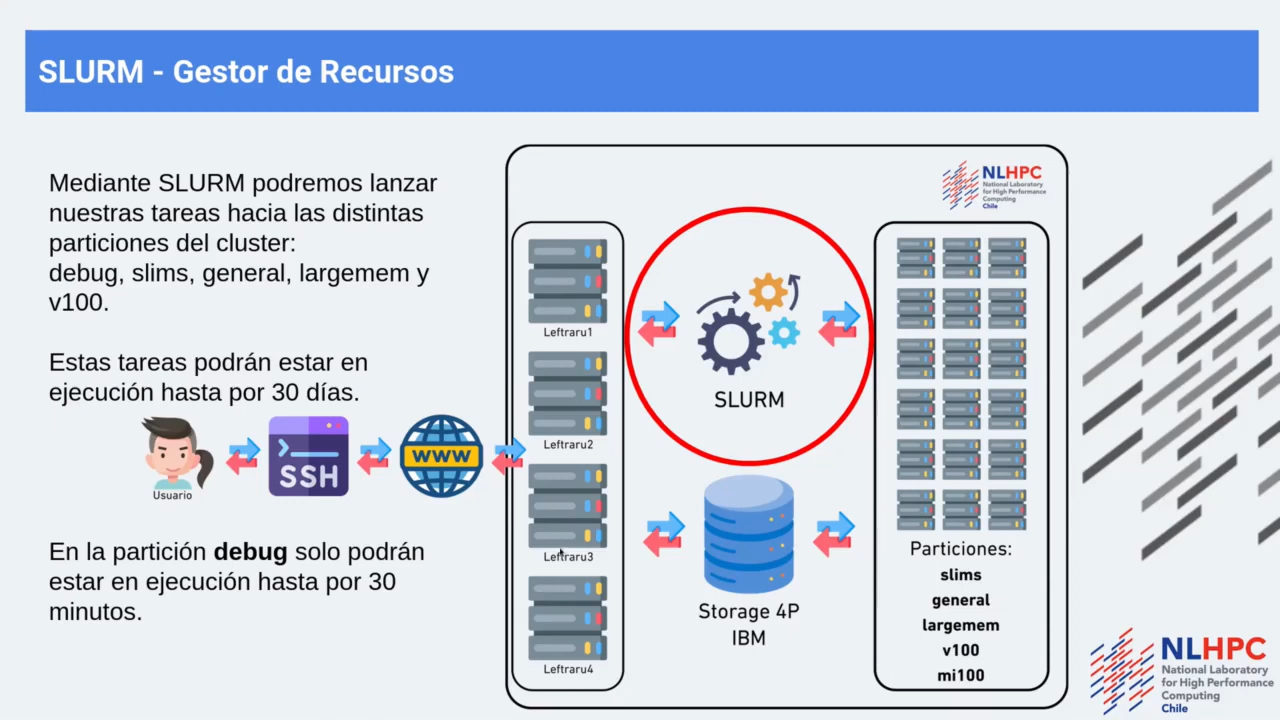 SLURM - Gestor de Recursos
Mediante SLURM podremos lanzar
nuestras tareas hacia las distintas
particiones del cluster:
debug, slims, general, largemem y
v100.
Estas tareas podrán estar en
ejecución hasta por 30 días.
Usuario
SSH
WWW
En la partición debug solo podrán
estar en ejecución hasta por 30
minutos.
Leftraru1
Leftraru2
Leftraru3
Leftraru4
SLURM
Storage 4P
IBM
NLHPC
National Laboratory
for High Performance
Computing
Chile
Particiones:
slims
general
largemem
v100
mi100
NLHPC
National Laboratory
for High Performance
Computing
Chile